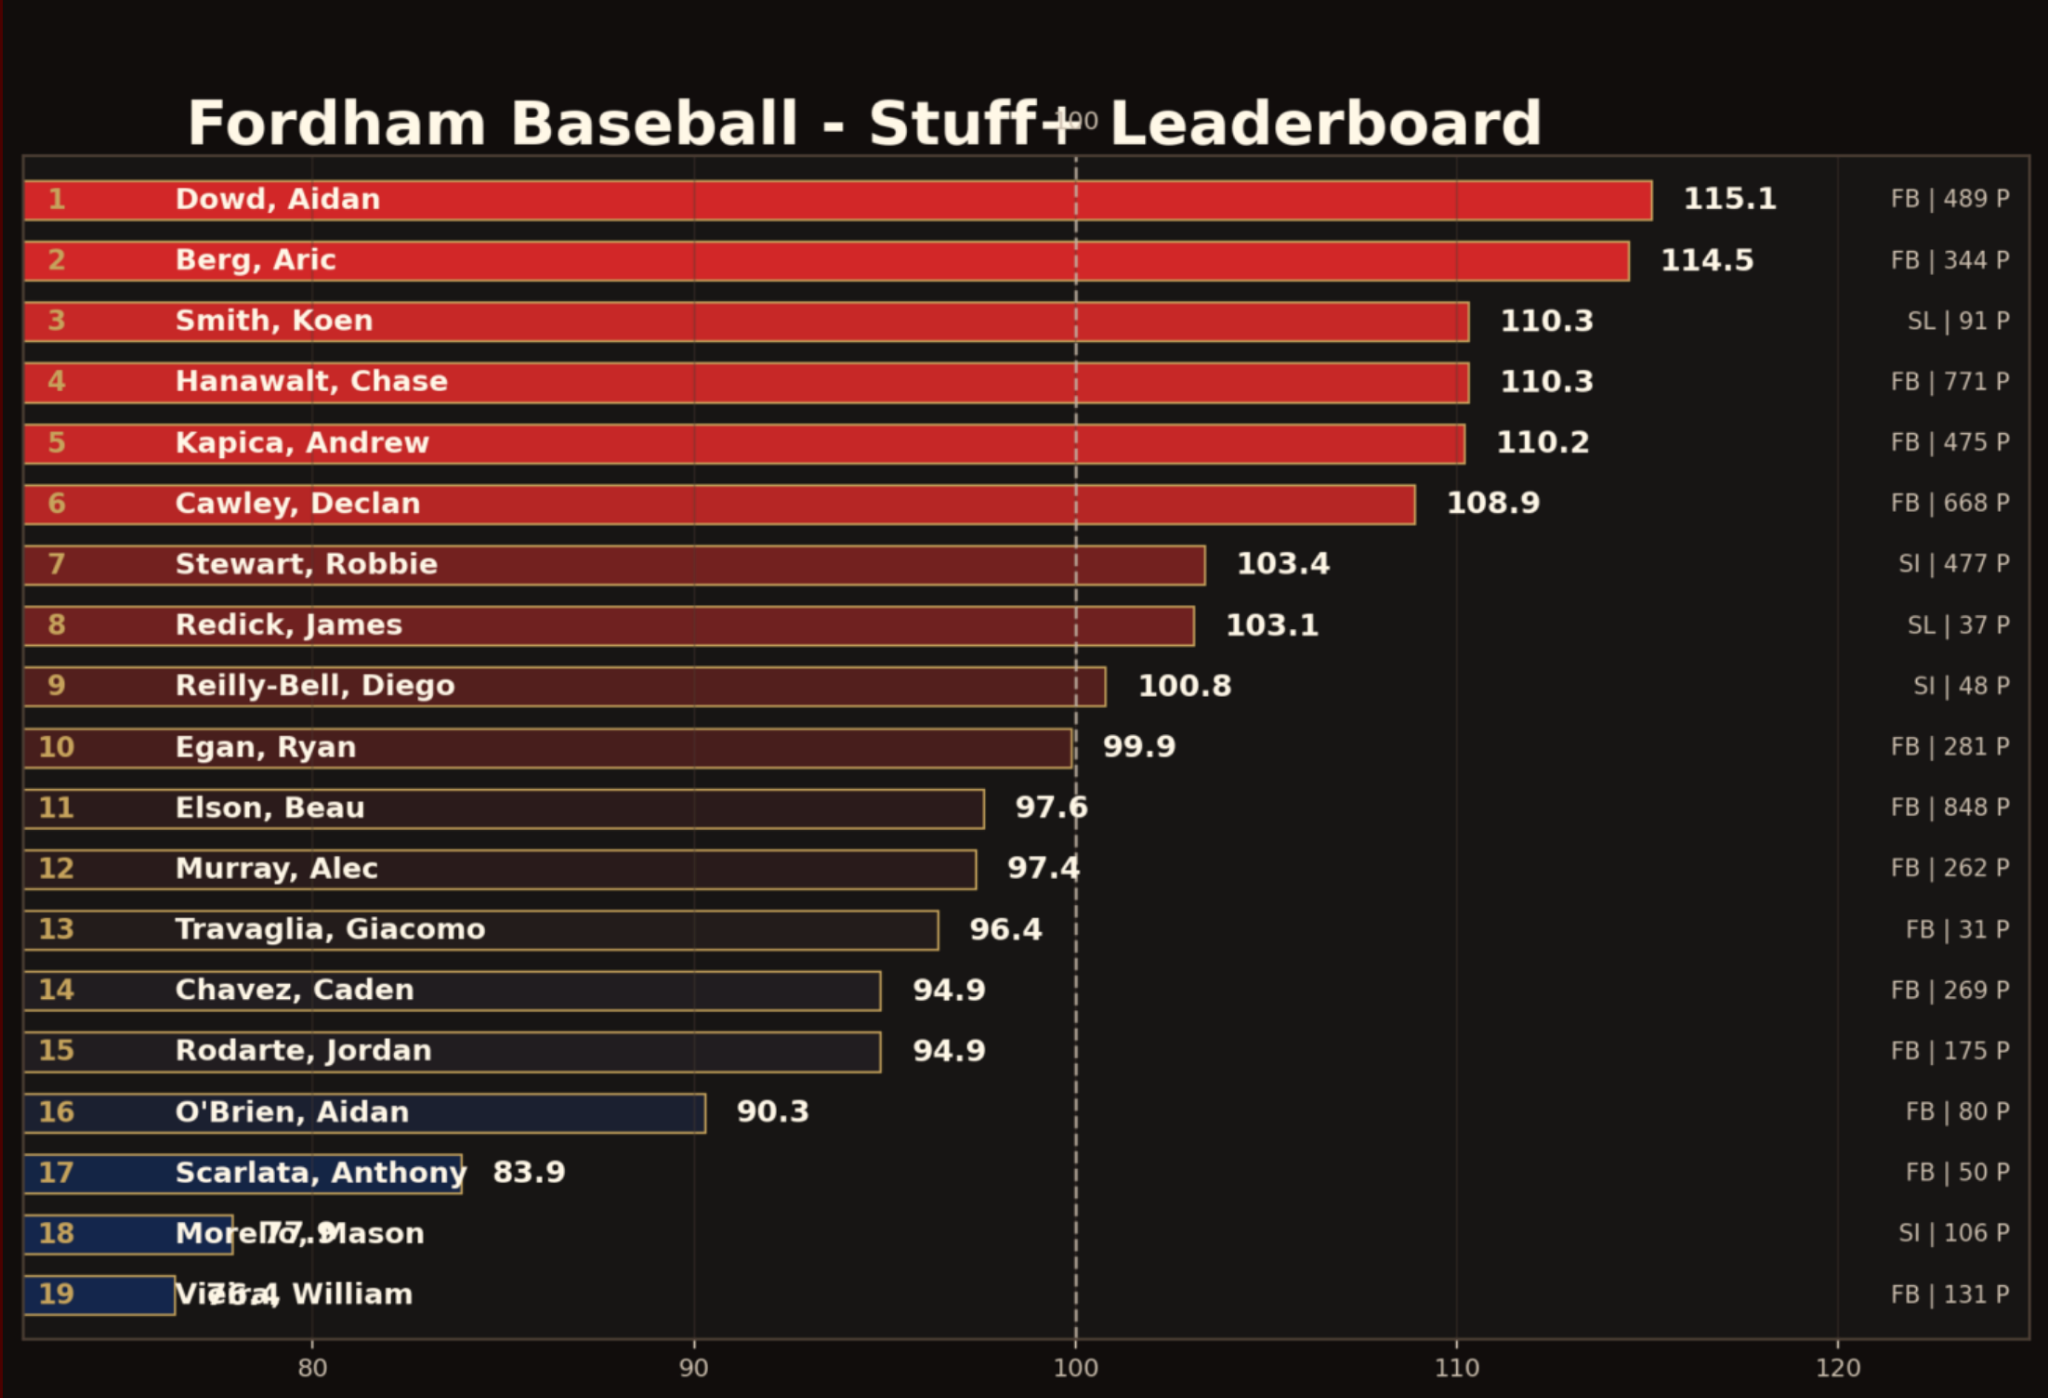 Fordham Baseball - Stuff+ Leaderboard
100
1 Dowd, Aidan 115.1 FB | 489 P
2 Berg, Aric 114.5 FB | 344 P
3 Smith, Koen 110.3 SL | 91 P
4 Hanawalt, Chase 110.3 FB | 771 P
5 Kapica, Andrew 110.2 FB | 475 P
6 Cawley, Declan 108.9 FB | 668 P
7 Stewart, Robbie 103.4 SI | 477 P
8 Redick, James 103.1 SL | 37 P
9 Reilly-Bell, Diego 100.8 SI | 48 P
10 Egan, Ryan 99.9 FB | 281 P
11 Elson, Beau 97.6 FB | 848 P
12 Murray, Alec 97.4 FB | 262 P
13 Travaglia, Giacomo 96.4 FB | 31 P
14 Chavez, Caden 94.9 FB | 269 P
15 Rodarte, Jordan 94.9 FB | 175 P
16 O'Brien, Aidan 90.3 FB | 80 P
17 Scarlata, Anthony 83.9 FB | 50 P
18 Morello, Mason 77.9 SI | 106 P
19 Vieira, William 76.4 FB | 131 P
80 90 100 110 120